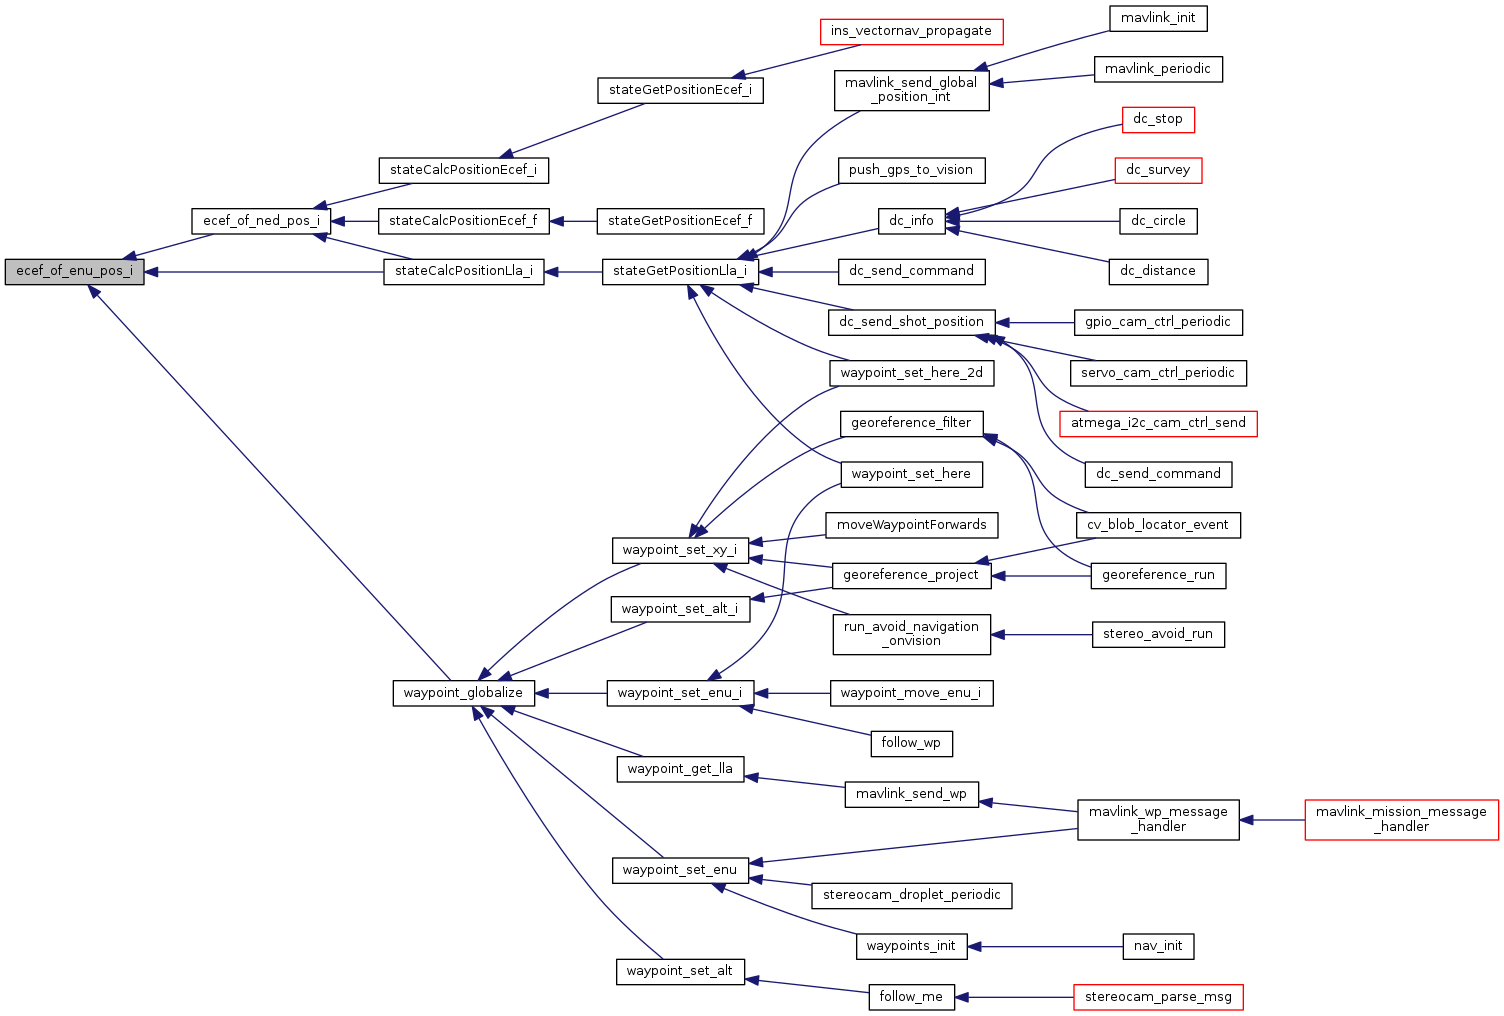 mavlink_init
ins_vectornav_propagate
mavlink_periodic
stateGetPositionEcef_i
mavlink_send_global
_position_int
dc_stop
stateCalcPositionEcef_i
push_gps_to_vision
dc_survey
ecef_of_ned_pos_i
stateCalcPositionEcef_f
stateGetPositionEcef_f
dc_info
dc_circle
ecef_of_enu_pos_i
stateCalcPositionLla_i
stateGetPositionLla_i
dc_send_command
dc_distance
dc_send_shot_position
gpio_cam_ctrl_periodic
waypoint_set_here_2d
servo_cam_ctrl_periodic
georeference_filter
atmega_i2c_cam_ctrl_send
waypoint_set_here
dc_send_command
moveWaypointForwards
cv_blob_locator_event
waypoint_set_xy_i
georeference_project
georeference_run
waypoint_set_alt_i
run_avoid_navigation
_onvision
stereo_avoid_run
waypoint_globalize
waypoint_set_enu_i
waypoint_move_enu_i
follow_wp
waypoint_get_lla
mavlink_send_wp
mavlink_wp_message
_handler
mavlink_mission_message
_handler
waypoint_set_enu
stereocam_droplet_periodic
waypoints_init
nav_init
waypoint_set_alt
follow_me
stereocam_parse_msg